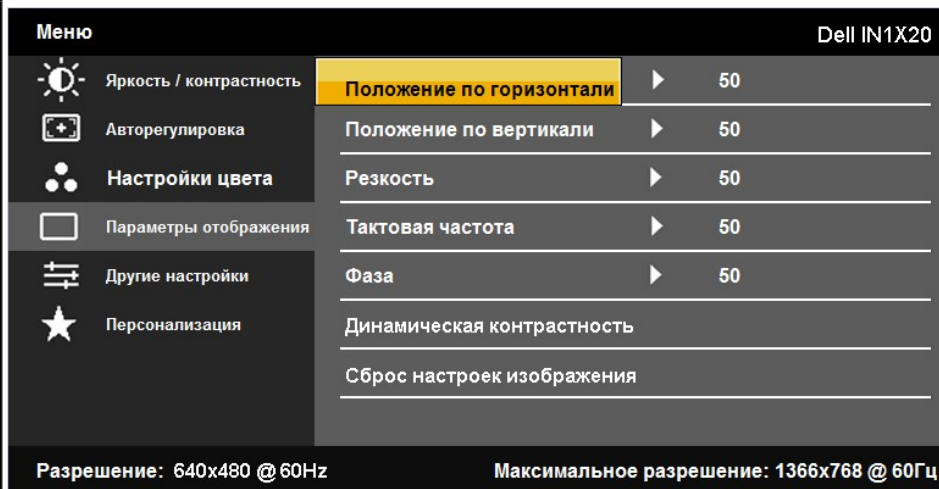 Меню Dell IN1X20
Яркость / контрастность Положение по горизонтали 50
Авторегулировка Положение по вертикали 50
Настройки цвета Резкость 50
Параметры отображения Тактовая частота 50
Другие настройки Фаза 50
Персонализация Динамическая контрастность
Сброс настроек изображения
Разрешение: 640x480 @ 60Hz Максимальное разрешение: 1366x768 @ 60Гц